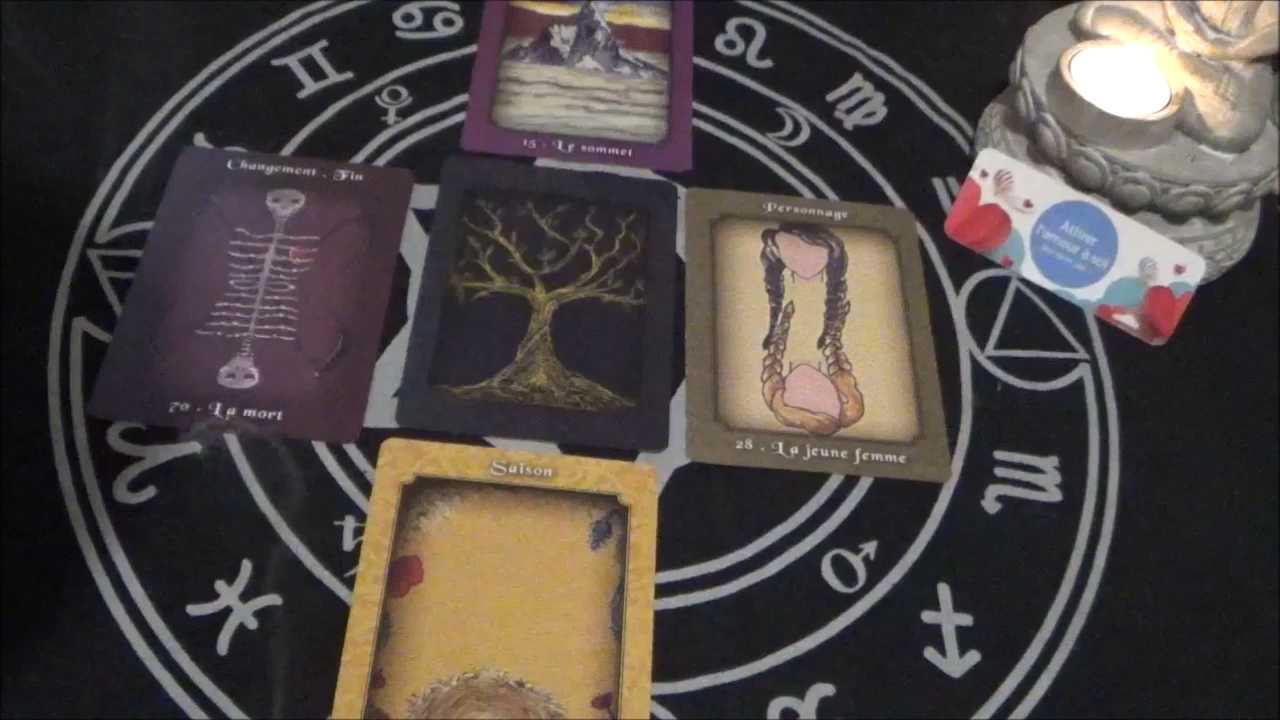 15 . Le sommet
Changement . Fin
70 . La mort
Personnage
28 . La jeune femme
Attirer
l'amour à soi
Saison